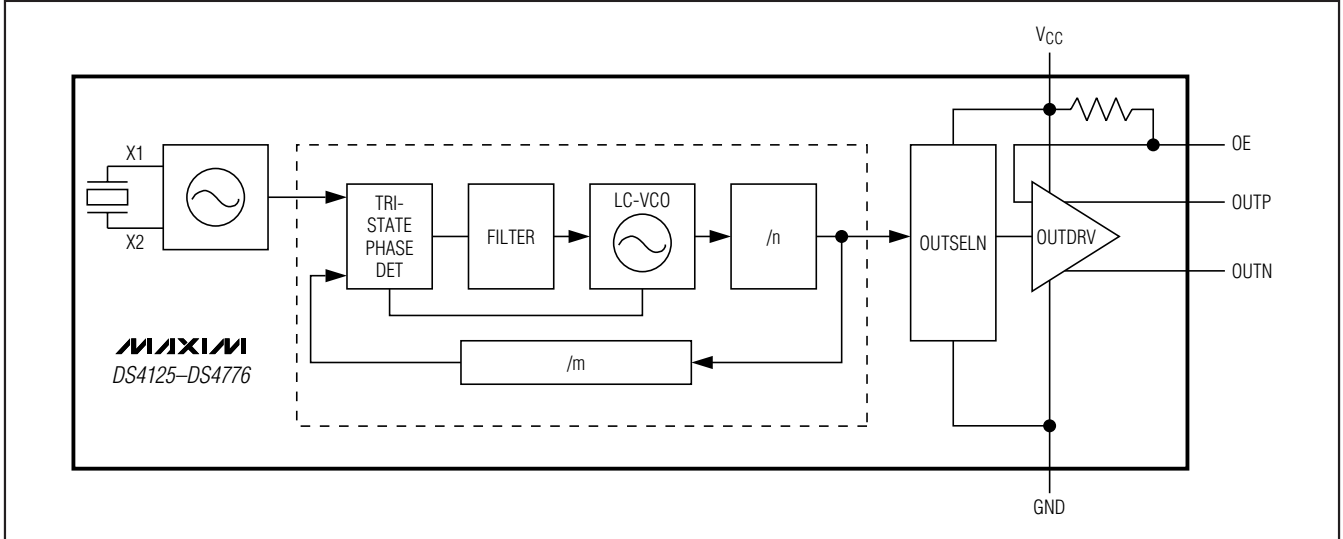 VCC
X1
X2
TRI-
STATE
PHASE
DET
FILTER
LC-VCO
/n
/m
OUTSELN
OUTDRV
OE
OUTP
OUTN
MAXIM
DS4125–DS4776
GND